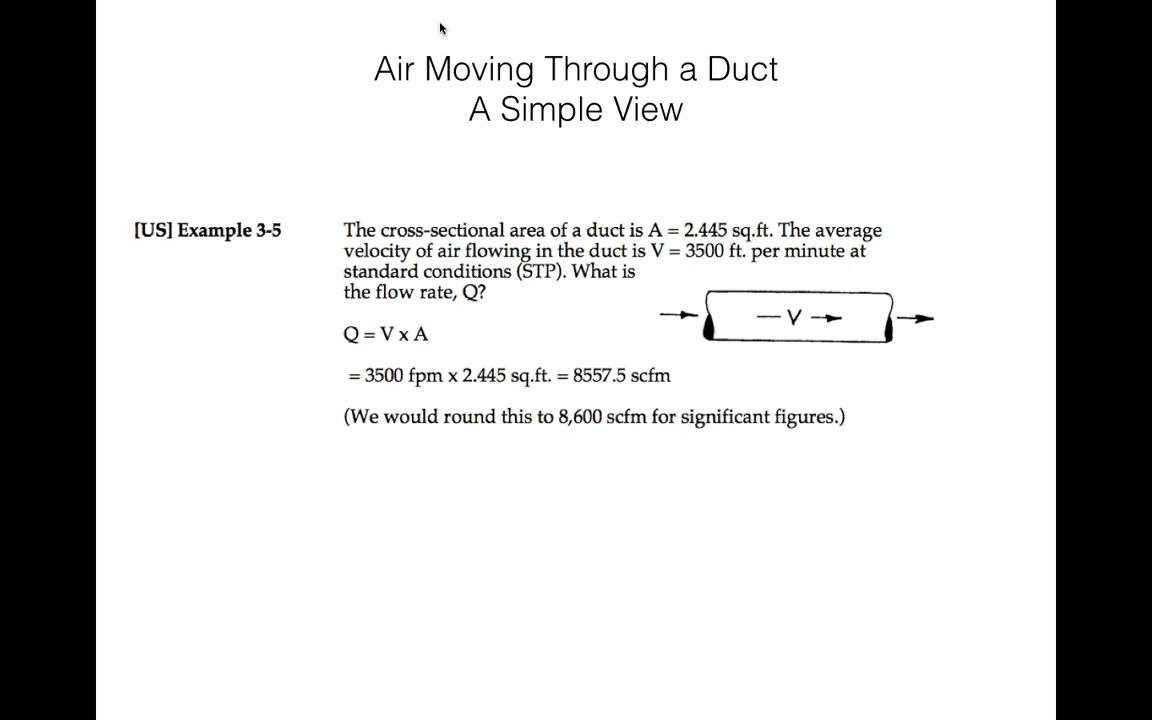 Air Moving Through a Duct
A Simple View
[US] Example 3-5
The cross-sectional area of a duct is A = 2.445 sq.ft. The average
velocity of air flowing in the duct is V = 3500 ft. per minute at
standard conditions (STP). What is
the flow rate, Q?
V
Q = V x A
= 3500 fpm x 2.445 sq.ft. = 8557.5 scfm
(We would round this to 8,600 scfm for significant figures.)